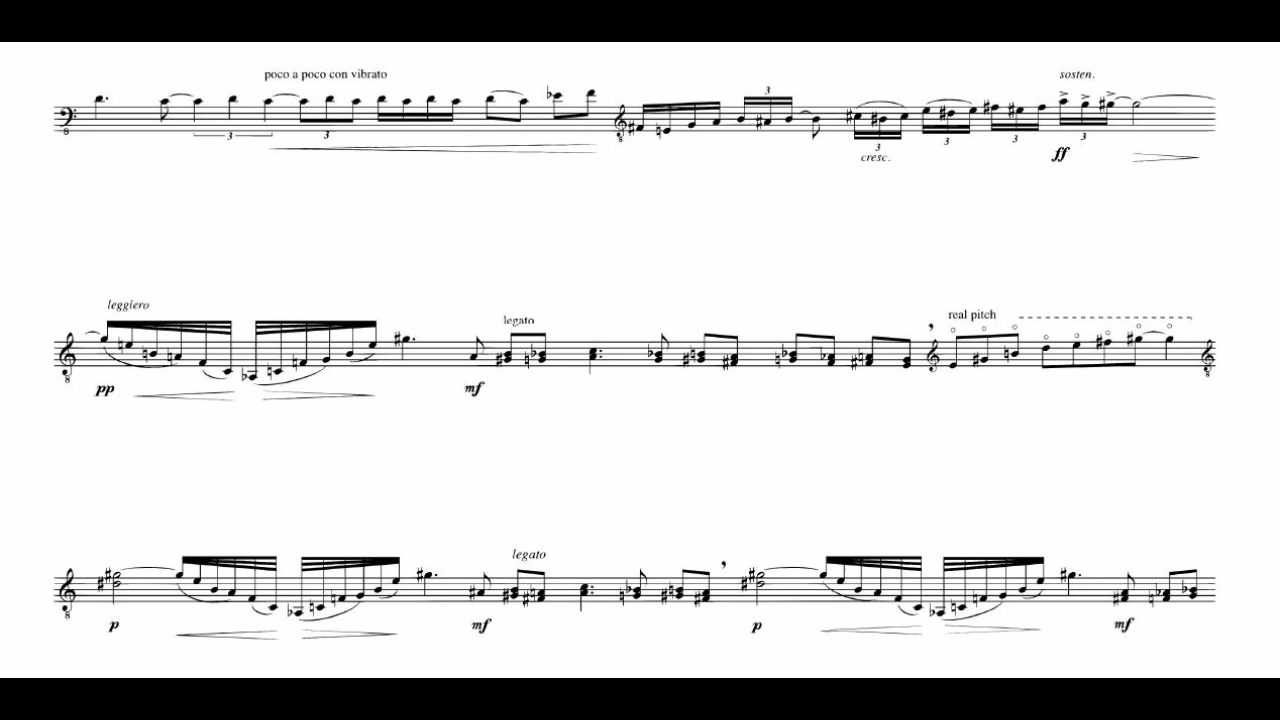 poco a poco con vibrato
sosten.
3
3
3
3
3
3
3
cresc.
ff
leggiero
legato
real pitch
pp
mf
legato
p
mf
p
mf